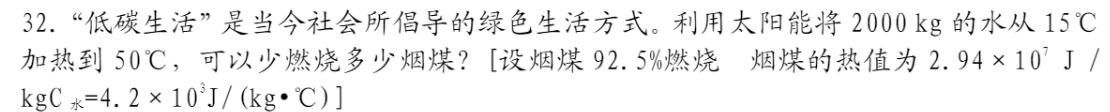 32. “低碳生活”是当今社会所倡导的绿色生活方式。利用太阳能将 2000 kg 的水从 15℃
加热到 50℃，可以少燃烧多少烟煤？[设烟煤 92.5%燃烧　烟煤的热值为 2.94×10⁷ J /
kgC 水=4.2×10³J/(kg•℃)]